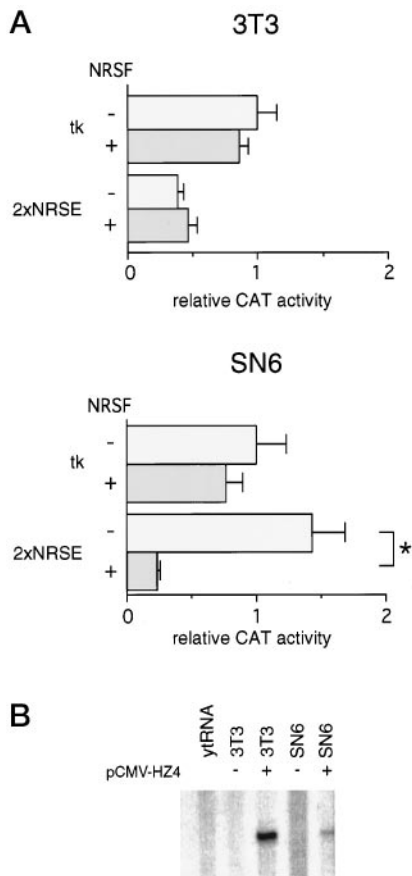 A
3T3
NRSF
tk
-
+
2xNRSE
-
+
0 1 2
relative CAT activity
SN6
NRSF
tk
-
+
2xNRSE
-
+
*
0 1 2
relative CAT activity
B
ytRNA 3T3 3T3 SN6 SN6
pCMV-HZ4 - + - +